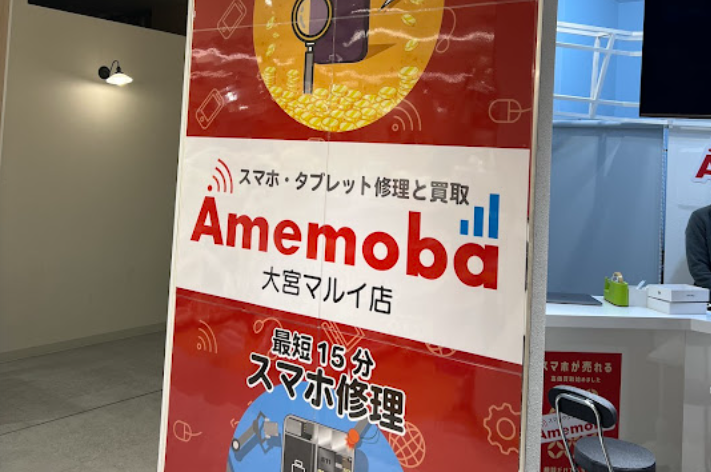 スマホ・タブレット修理と買取
Amemoba
大宮マルイ店
最短15分
スマホ修理
スマホが売れる
Amemoba